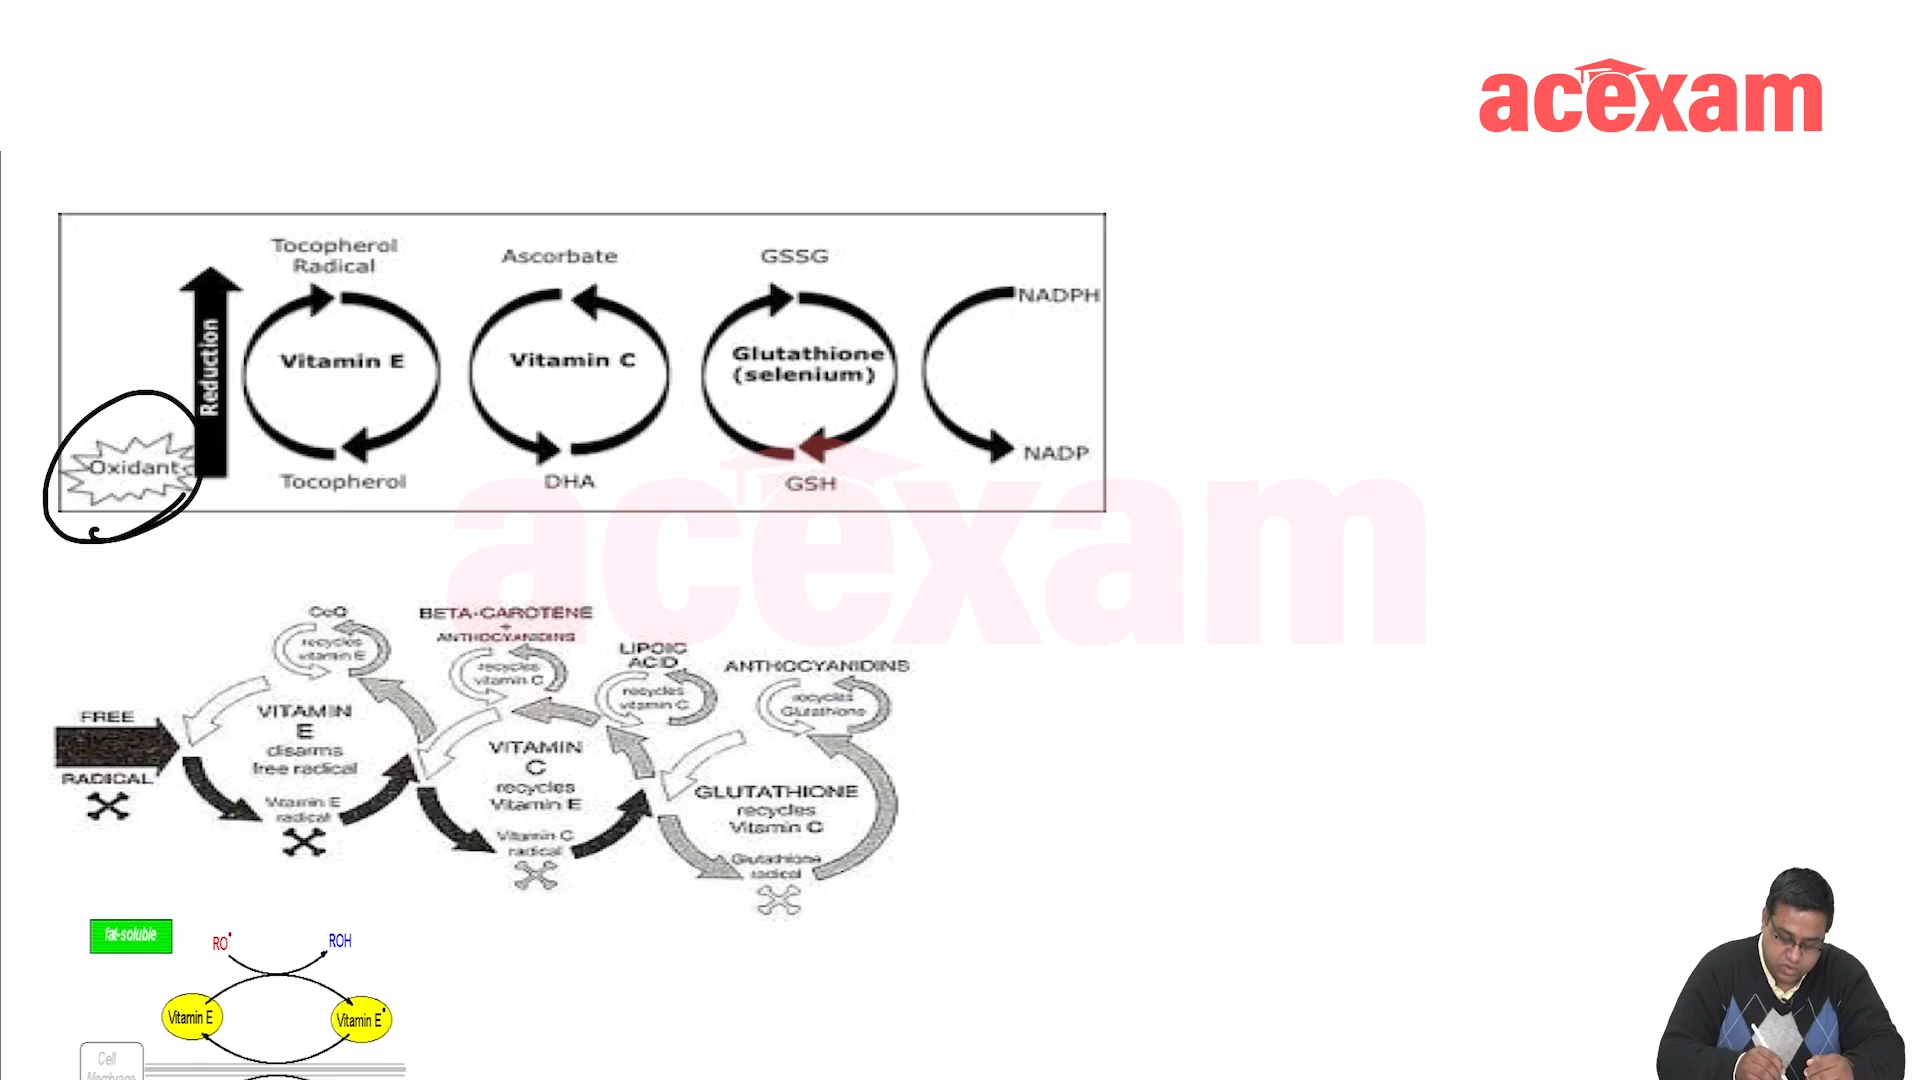 acexam
Tocopherol
Radical
Ascorbate
GSSG
NADPH
Reduction
Vitamin E
Vitamin C
Glutathione
(selenium)
Oxidant
Tocopherol
DHA
GSH
NADP
acexam
CoQ
recycles
vitamin E
BETA-CAROTENE
+
ANTHOCYANIDINS
recycles
vitamin C
LIPOIC
ACID
recycles
vitamin C
ANTHOCYANIDINS
recycles
Glutathione
FREE
RADICAL
VITAMIN
E
disarms
free radical
Vitamin E
radical
VITAMIN
C
recycles
Vitamin E
Vitamin C
radical
GLUTATHIONE
recycles
Vitamin C
Glutathione
radical
fat-soluble
RO•
ROH
Vitamin E
Vitamin E•
Cell
Membrane